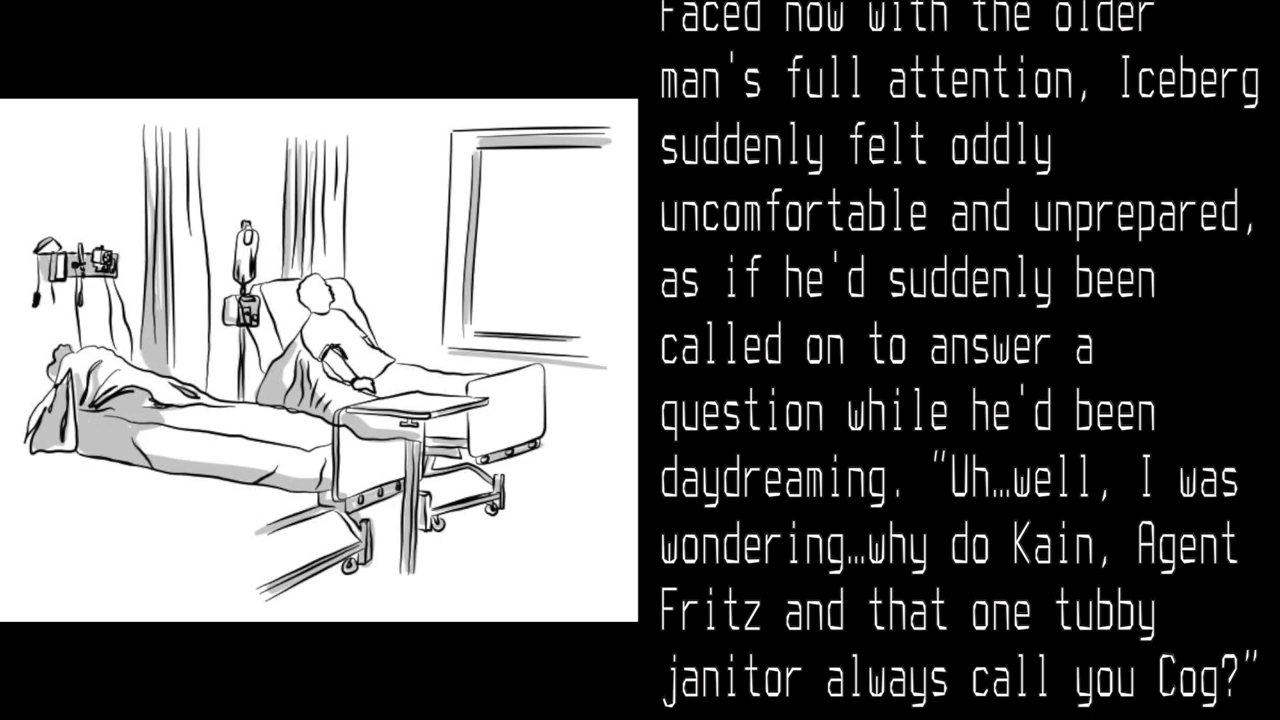 Faced now with the older
man's full attention, Iceberg
suddenly felt oddly
uncomfortable and unprepared,
as if he'd suddenly been
called on to answer a
question while he'd been
daydreaming. "Uh…well, I was
wondering…why do Kain, Agent
Fritz and that one tubby
janitor always call you Cog?"